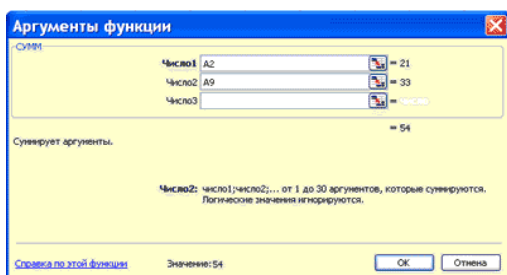 Аргументы функции
СУММ
Число1 A2 = 21
Число2 A9 = 33
Число3 =
= 54
Суммирует аргументы.
Число2: число1;число2;... от 1 до 30 аргументов, которые суммируются.
Логические значения игнорируются.
Справка по этой функции Значение:54 OK Отмена